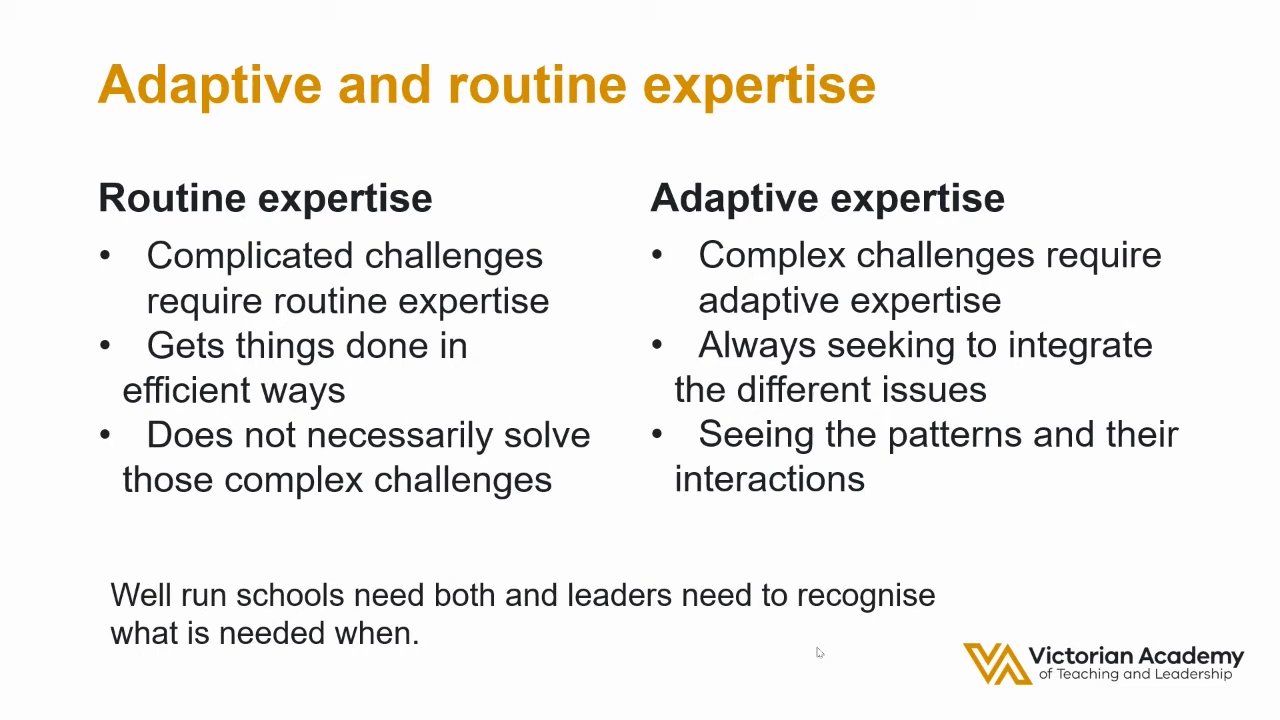 Adaptive and routine expertise
Routine expertise
• Complicated challenges
require routine expertise
• Gets things done in
efficient ways
• Does not necessarily solve
those complex challenges
Adaptive expertise
• Complex challenges require
adaptive expertise
• Always seeking to integrate
the different issues
• Seeing the patterns and their
interactions
Well run schools need both and leaders need to recognise
what is needed when.
Victorian Academy
of Teaching and Leadership